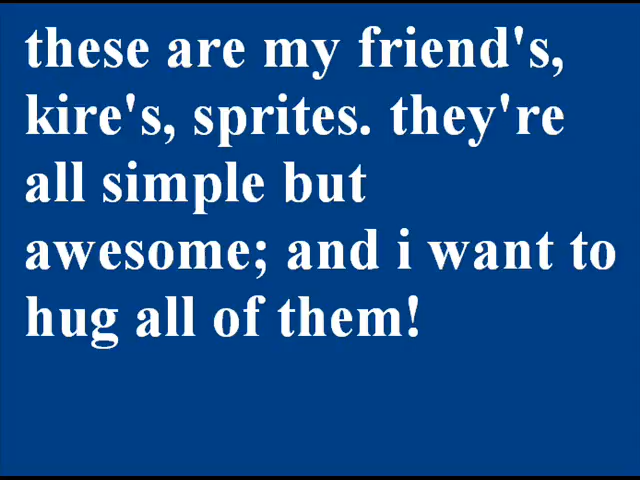 these are my friend's,
kire's, sprites. they're
all simple but
awesome; and i want to
hug all of them!